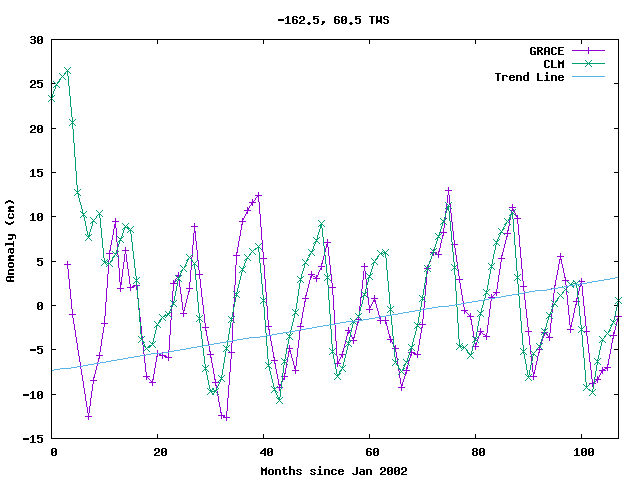 -162.5, 60.5 TWS
30
25
20
15
10
5
0
-5
-10
-15
Anomaly (cm)
GRACE
CLM
Trend Line
0 20 40 60 80 100
Months since Jan 2002